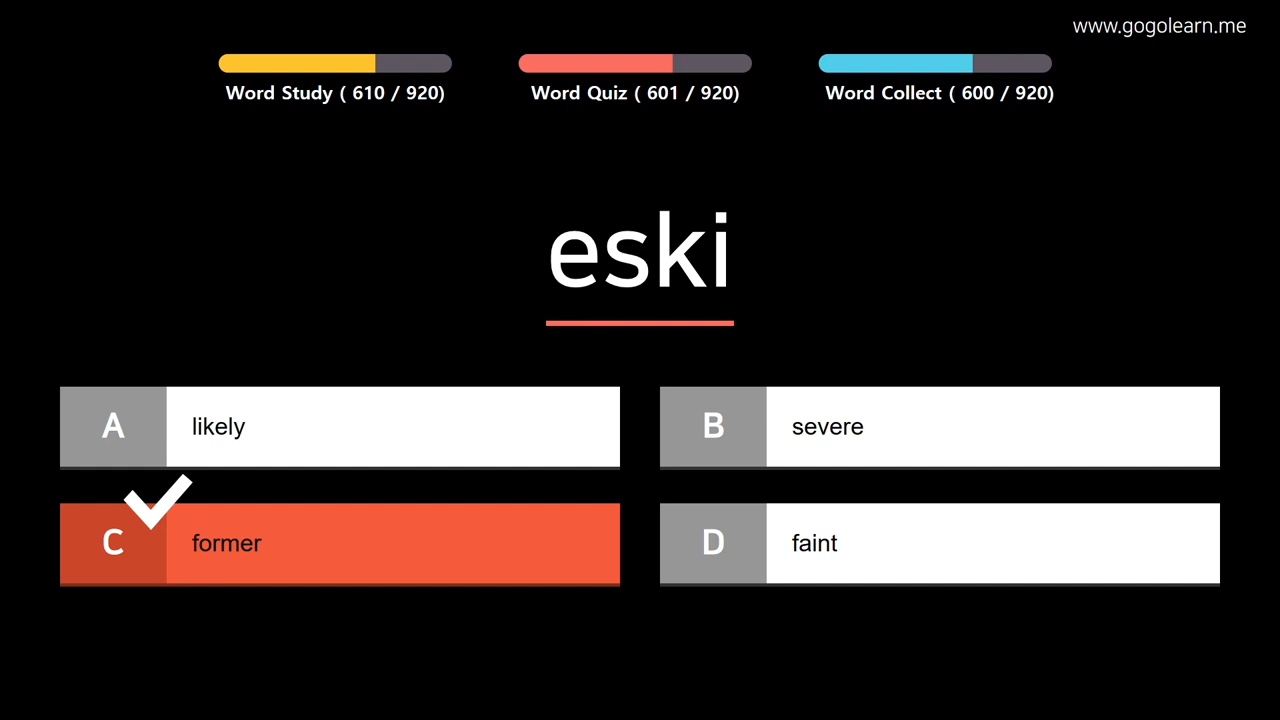 www.gogolearn.me
Word Study ( 610 / 920)
Word Quiz ( 601 / 920)
Word Collect ( 600 / 920)
eski
A likely
B severe
C former
D faint